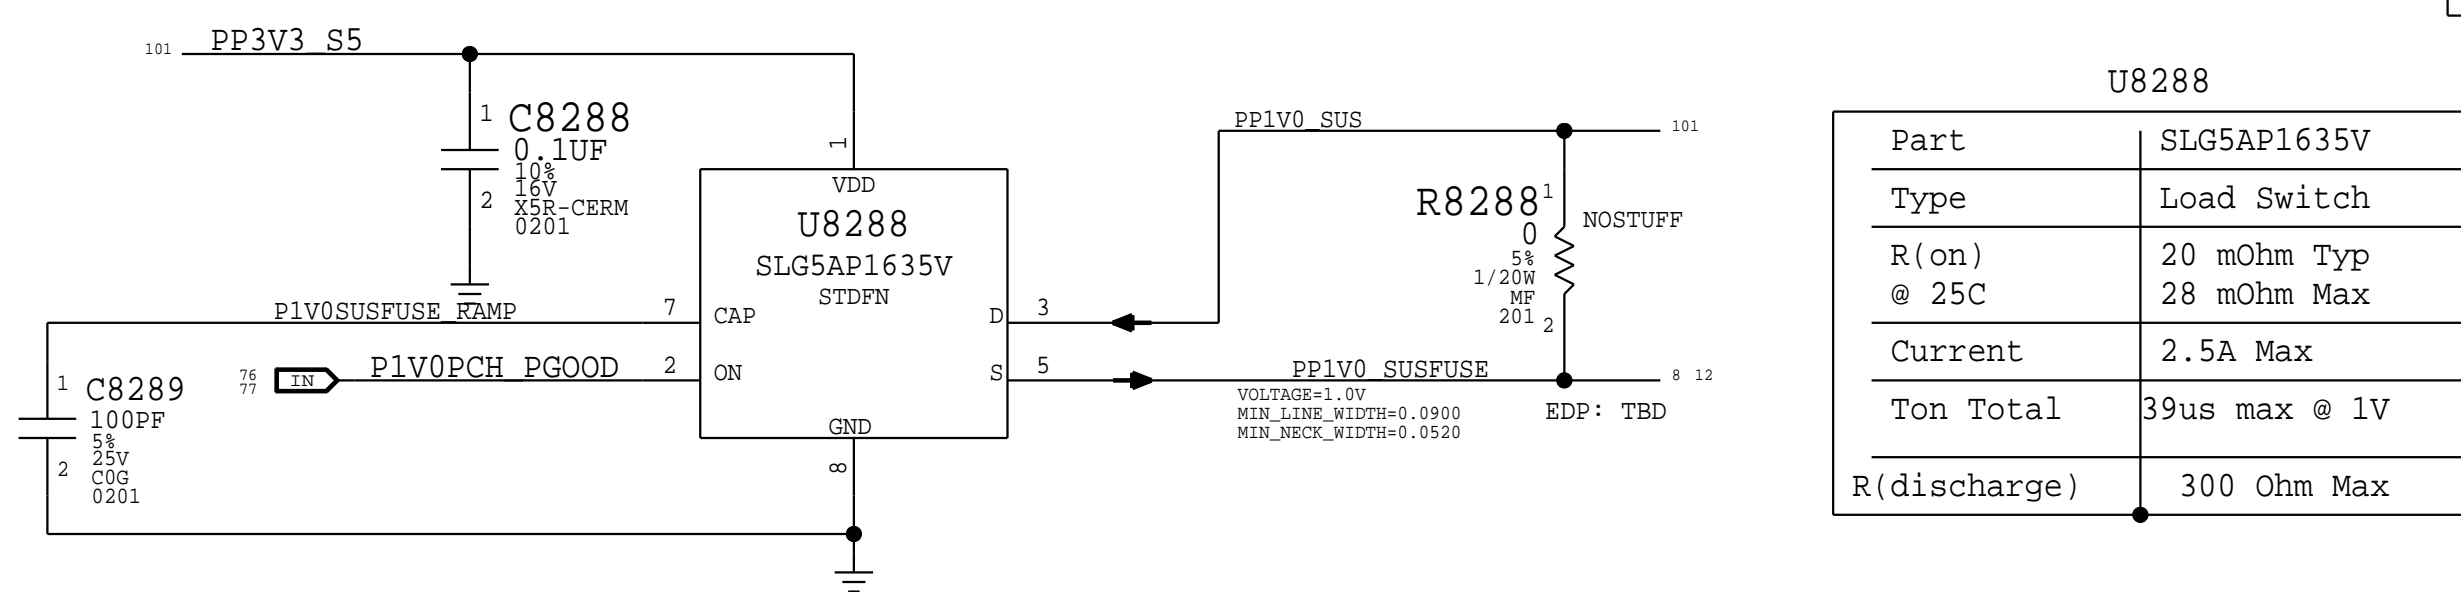 101 PP3V3_S5
1
C8288
0.1UF
10%
16V
X5R-CERM
0201
2
1
VDD
U8288
SLG5AP1635V
STDFN
P1V0SUSFUSE_RAMP
7
CAP
D
3
76
77
IN
P1V0PCH_PGOOD
2
ON
S
5
GND
8
1
C8289
100PF
5%
25V
C0G
0201
2
PP1V0_SUS
101
R8288
1
0
5%
1/20W
MF
201
2
NOSTUFF
PP1V0_SUSFUSE
8 12
VOLTAGE=1.0V
MIN_LINE_WIDTH=0.0900
MIN_NECK_WIDTH=0.0520
EDP: TBD
U8288
Part SLG5AP1635V
Type Load Switch
R(on) 20 mOhm Typ
@ 25C 28 mOhm Max
Current 2.5A Max
Ton Total 39us max @ 1V
R(discharge) 300 Ohm Max